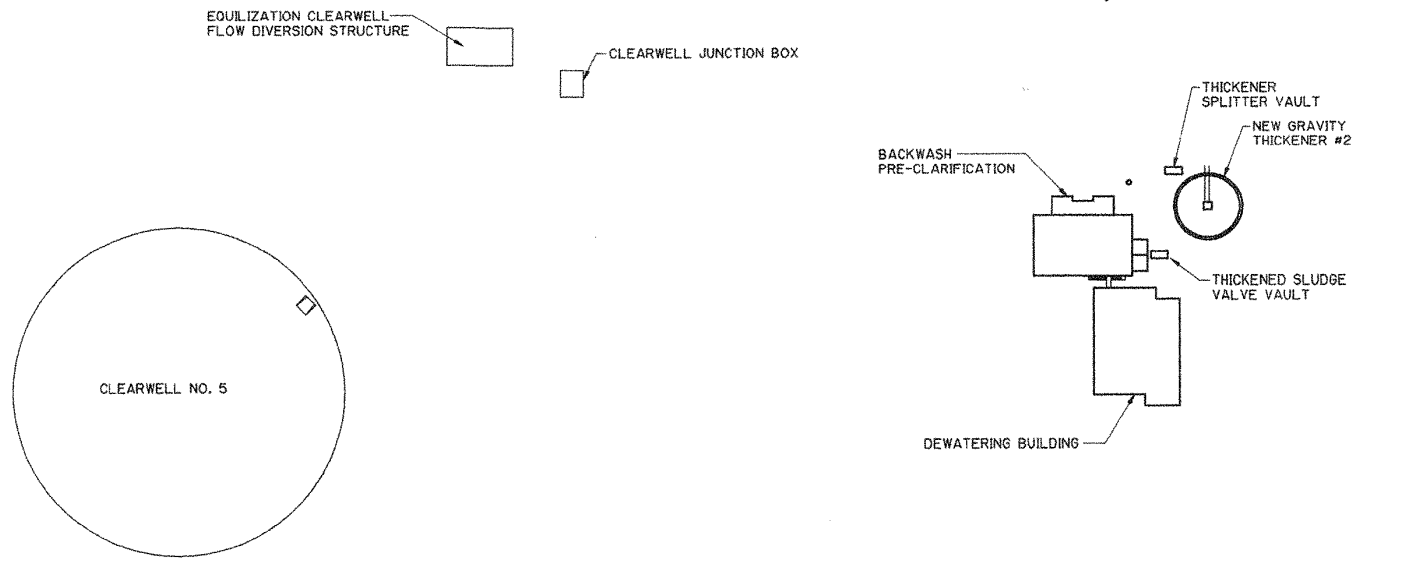 EQUILIZATION CLEARWELL
FLOW DIVERSION STRUCTURE
CLEARWELL JUNCTION BOX
THICKENER
SPLITTER VAULT
NEW GRAVITY
THICKENER #2
BACKWASH
PRE-CLARIFICATION
THICKENED SLUDGE
VALVE VAULT
CLEARWELL NO. 5
DEWATERING BUILDING